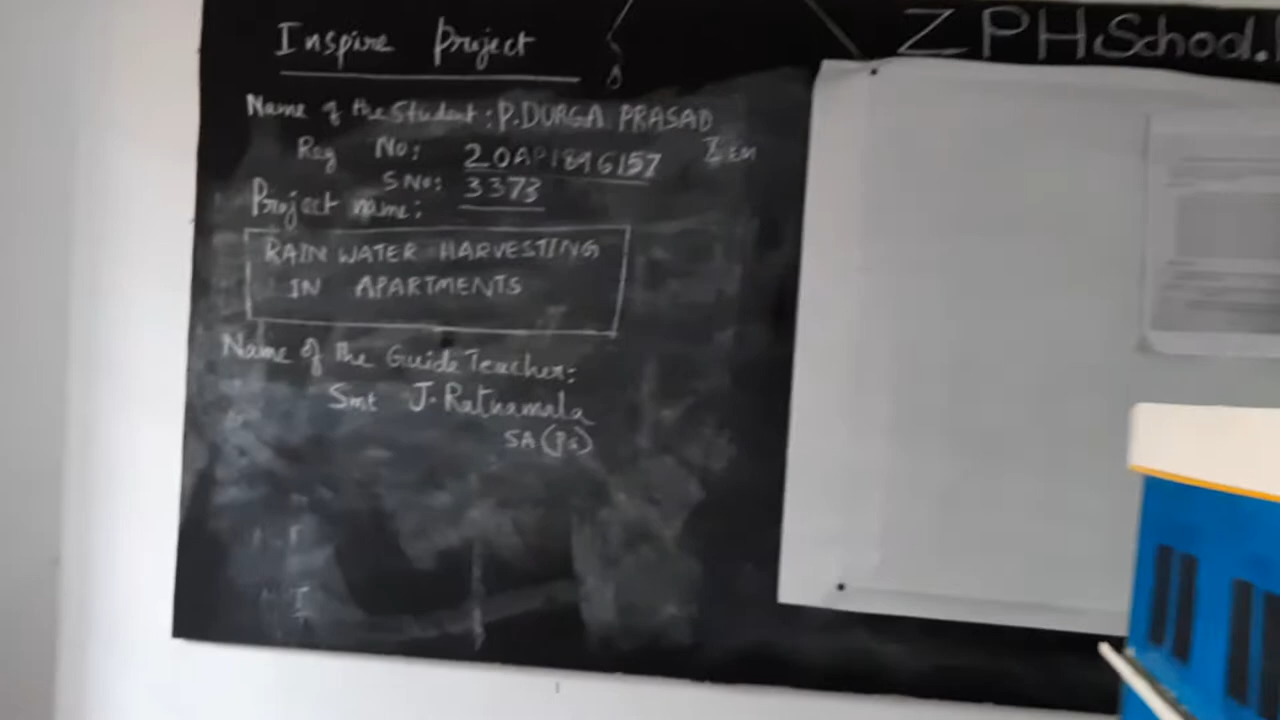 Inspire Project
ZPH School.
Name of the Student: P.DURGA PRASAD
Reg No: 20AP1896157
S No: 3373
Project name:
RAIN WATER HARVESTING
IN APARTMENTS
Name of the Guide Teacher:
Smt J. Ratnamala
SA (PS)